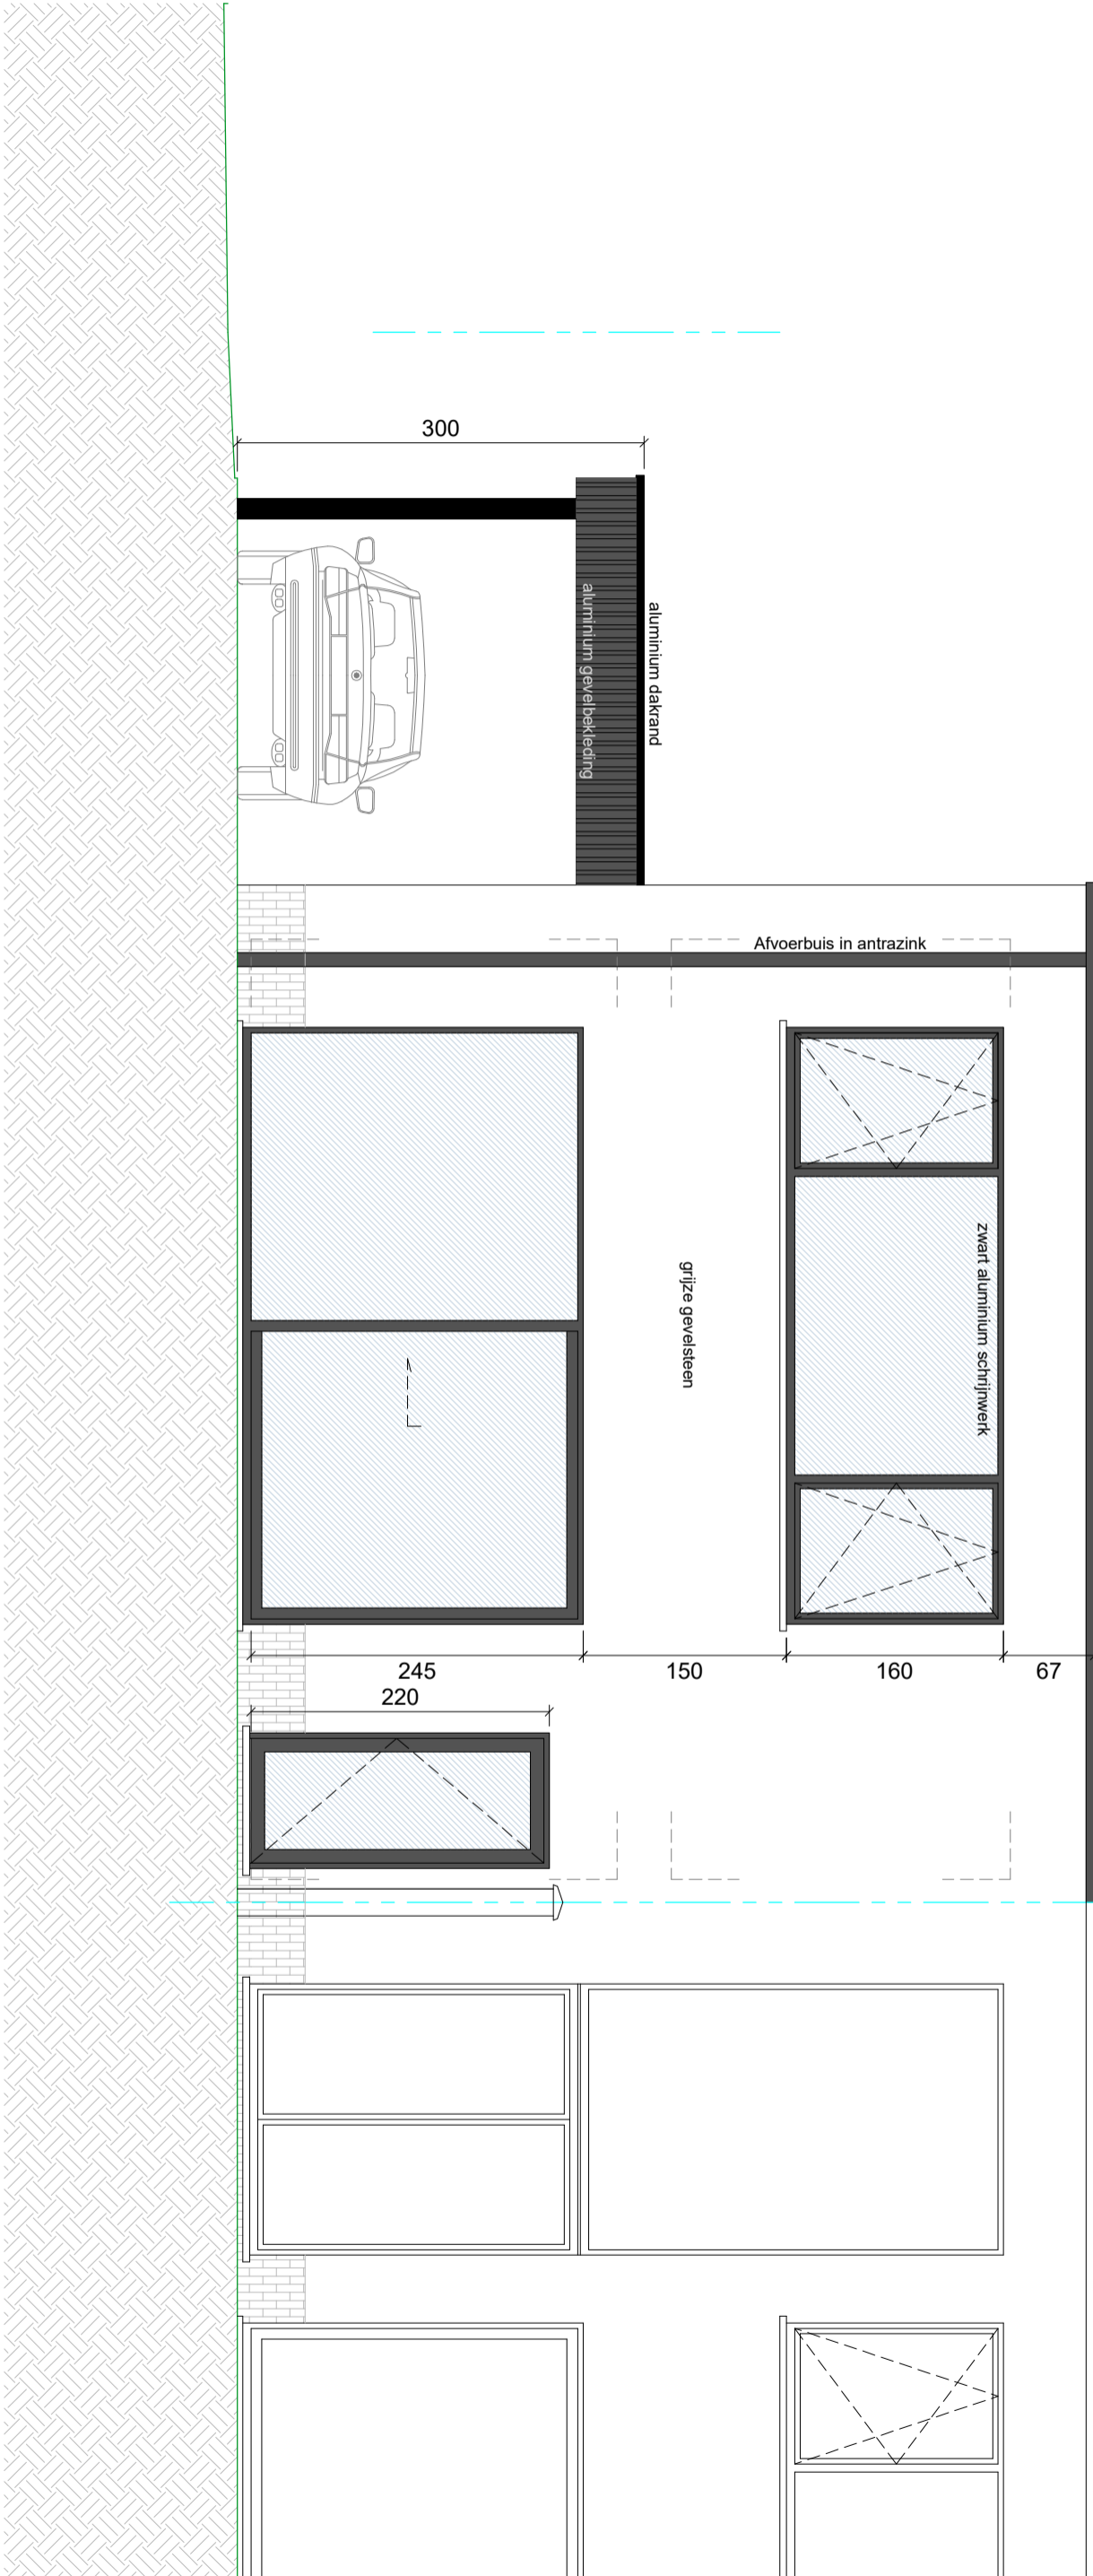 300
aluminium dakrand
aluminium gevelbekleding
Afvoerbuis in antrazink
zwart aluminium schrijnwerk
grijze gevelsteen
245
150
160
67
220